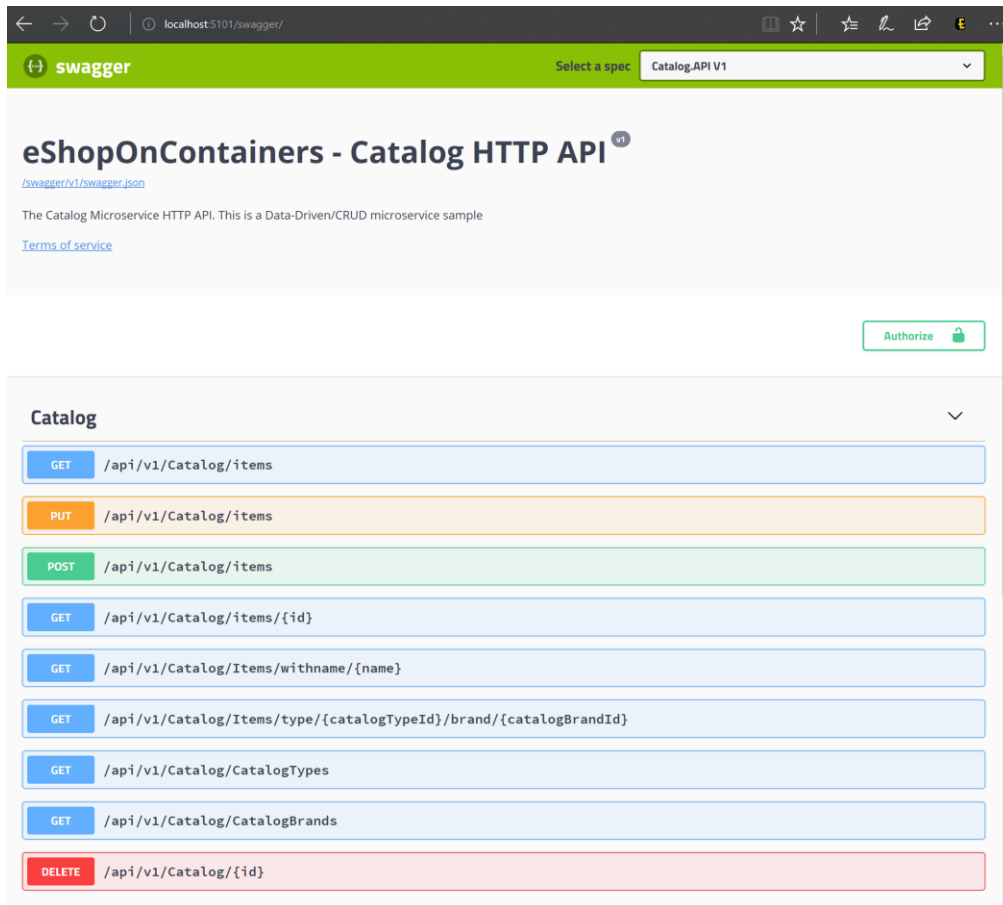 localhost:5101/swagger/
swagger Select a spec Catalog.API V1
eShopOnContainers - Catalog HTTP API v1
/swagger/v1/swagger.json
The Catalog Microservice HTTP API. This is a Data-Driven/CRUD microservice sample
Terms of service
Authorize
Catalog
GET /api/v1/Catalog/items
PUT /api/v1/Catalog/items
POST /api/v1/Catalog/items
GET /api/v1/Catalog/items/{id}
GET /api/v1/Catalog/Items/withname/{name}
GET /api/v1/Catalog/Items/type/{catalogTypeId}/brand/{catalogBrandId}
GET /api/v1/Catalog/CatalogTypes
GET /api/v1/Catalog/CatalogBrands
DELETE /api/v1/Catalog/{id}